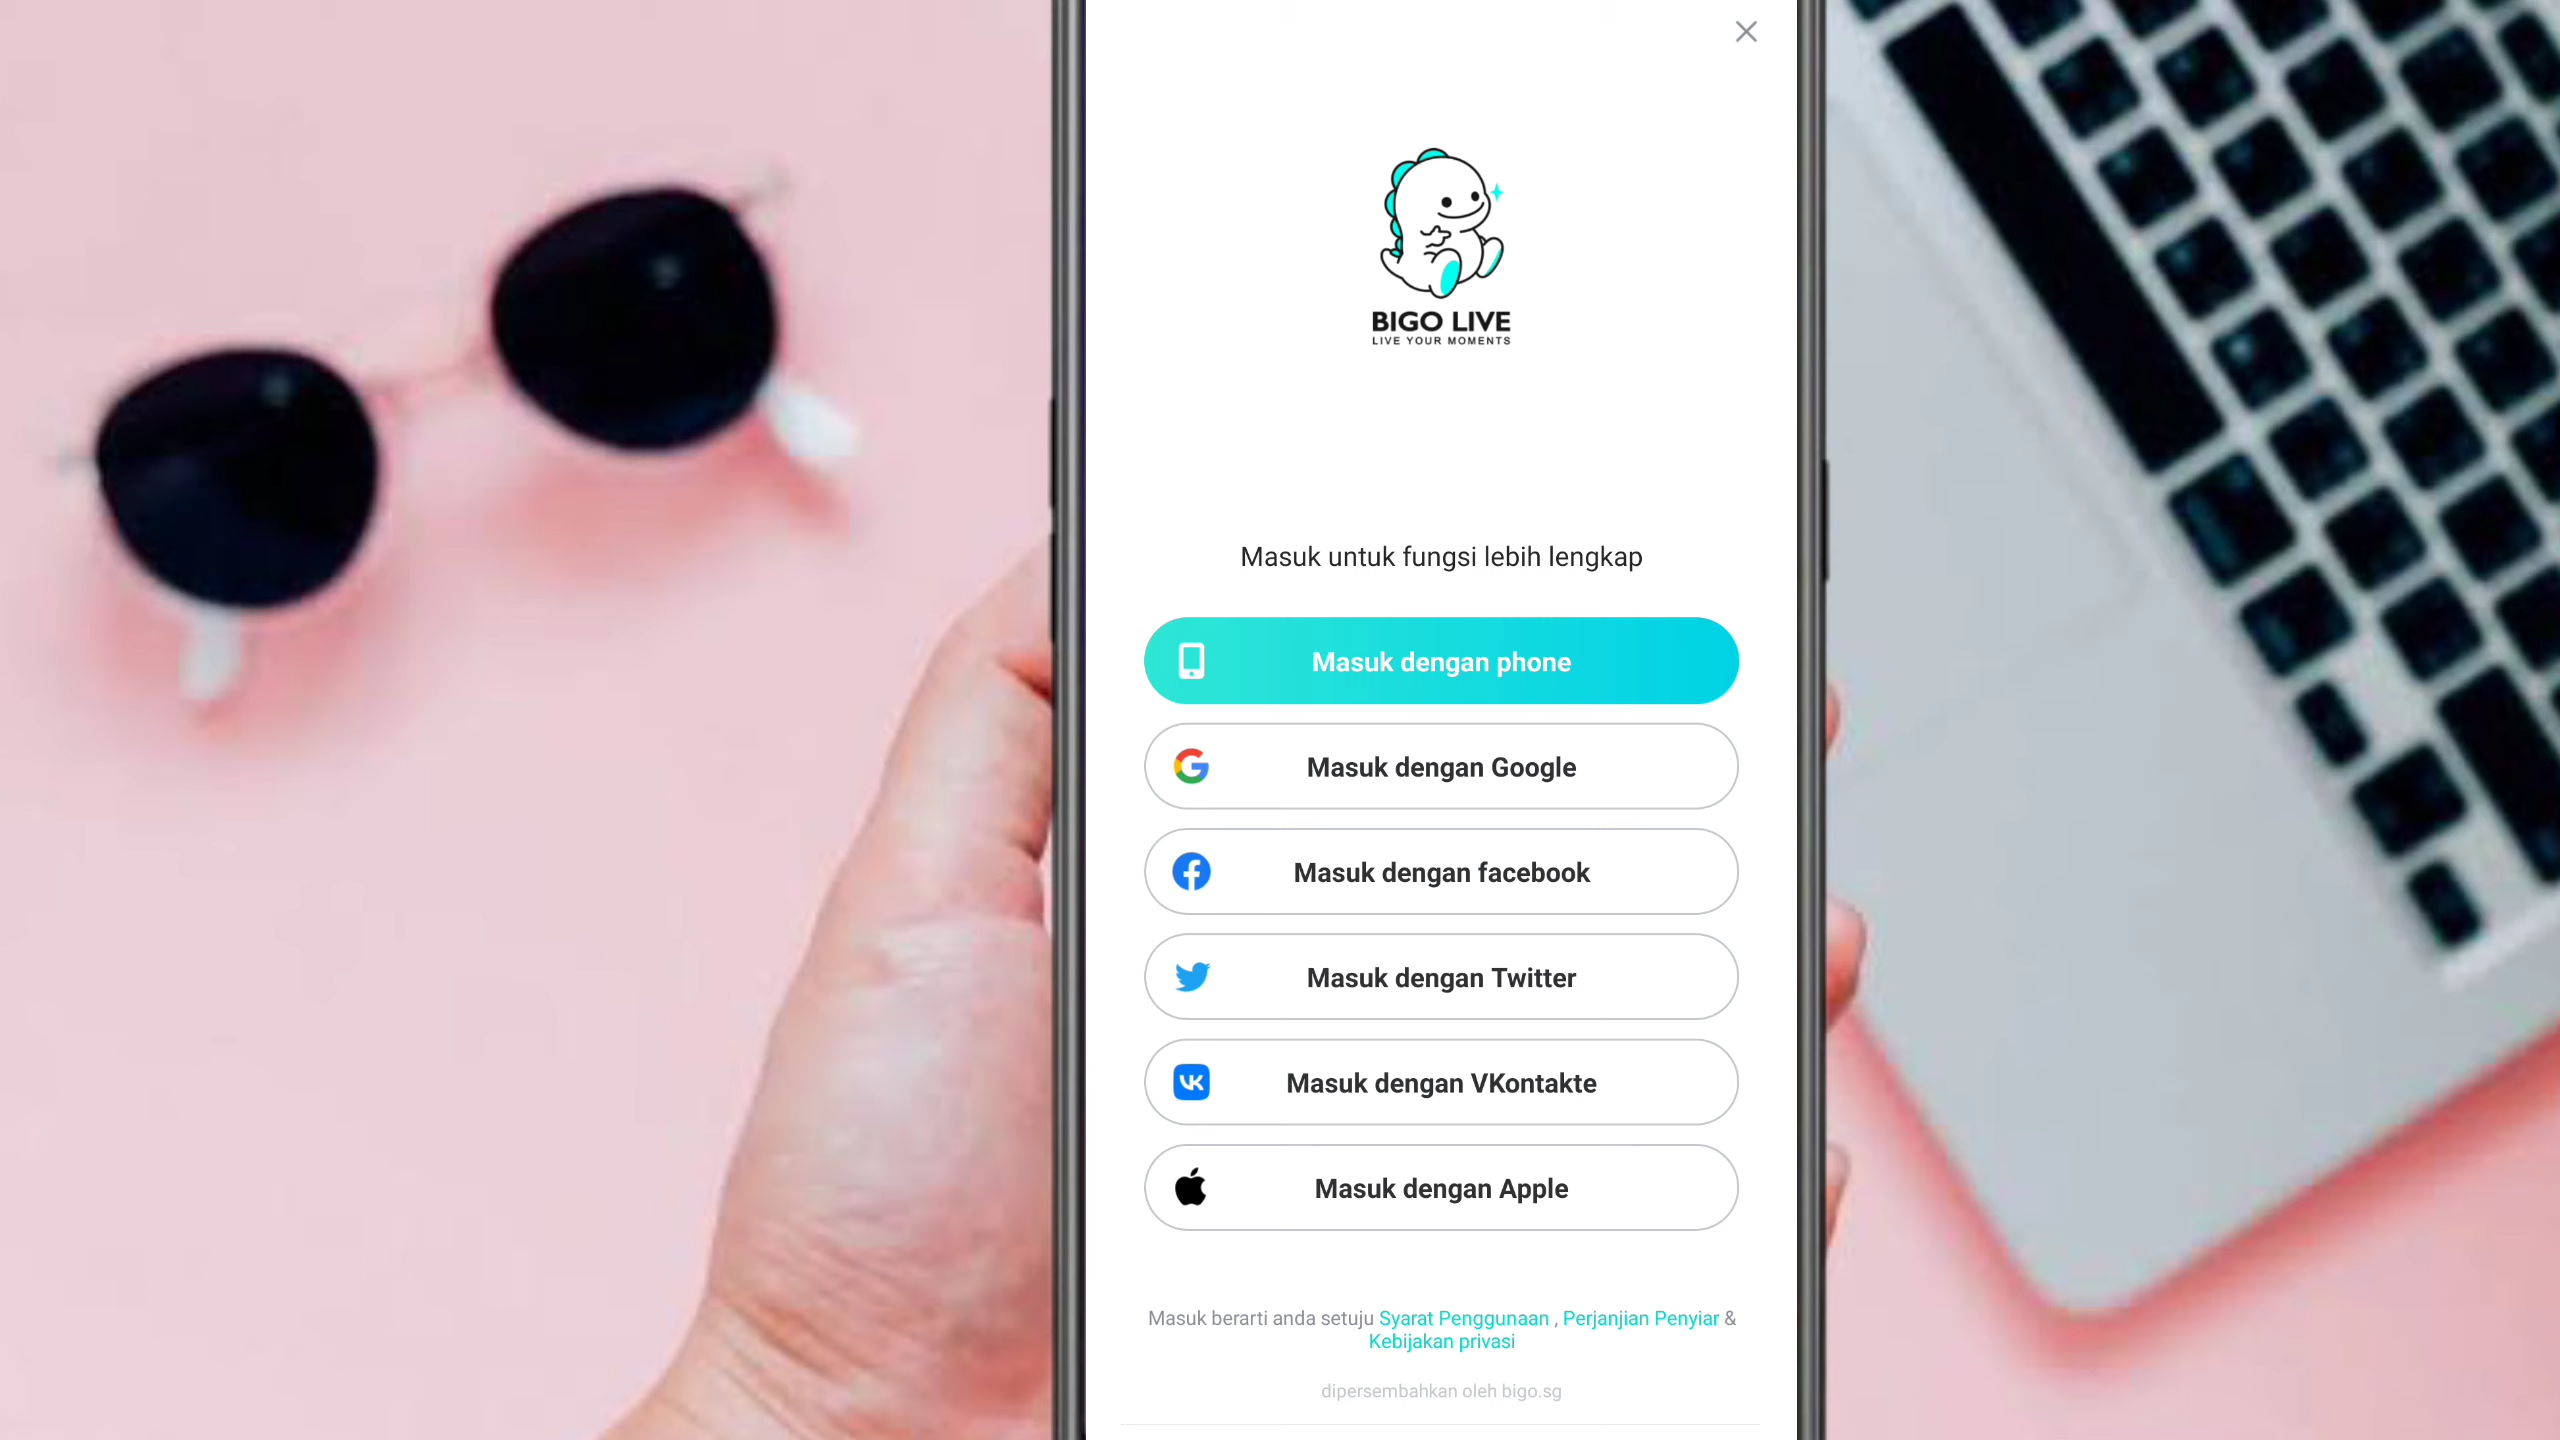 BIGO LIVE
LIVE YOUR MOMENTS
Masuk untuk fungsi lebih lengkap
Masuk dengan phone
Masuk dengan Google
Masuk dengan facebook
Masuk dengan Twitter
Masuk dengan VKontakte
Masuk dengan Apple
Masuk berarti anda setuju Syarat Penggunaan , Perjanjian Penyiar &
Kebijakan privasi
dipersembahkan oleh bigo.sg